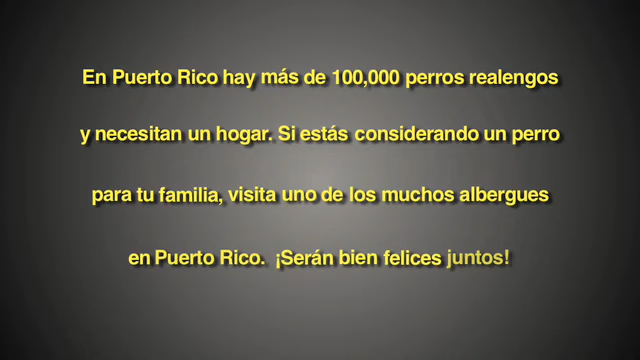 En Puerto Rico hay más de 100,000 perros realengos
y necesitan un hogar. Si estás considerando un perro
para tu familia, visita uno de los muchos albergues
en Puerto Rico. ¡Serán bien felices juntos!